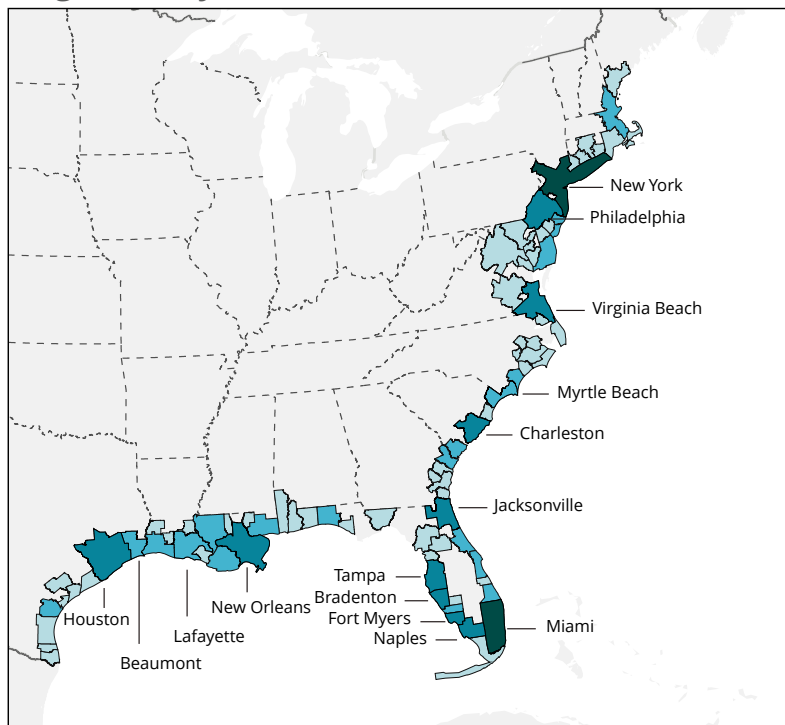 New York
Philadelphia
Virginia Beach
Myrtle Beach
Charleston
Jacksonville
Tampa
Bradenton
Fort Myers
Naples
Miami
New Orleans
Houston
Lafayette
Beaumont